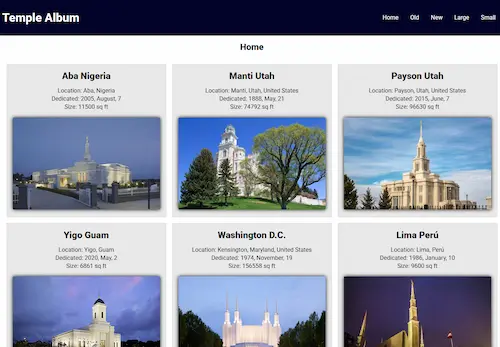 Temple Album
Home Old New Large Small
Home
Aba Nigeria
Location: Aba, Nigeria
Dedicated: 2005, August, 7
Size: 11500 sq ft
Manti Utah
Location: Manti, Utah, United States
Dedicated: 1888, May, 21
Size: 74792 sq ft
Payson Utah
Location: Payson, Utah, United States
Dedicated: 2015, June, 7
Size: 96630 sq ft
Yigo Guam
Location: Yigo, Guam
Dedicated: 2020, May, 2
Size: 6861 sq ft
Washington D.C.
Location: Kensington, Maryland, United States
Dedicated: 1974, November, 19
Size: 156558 sq ft
Lima Perú
Location: Lima, Perú
Dedicated: 1986, January, 10
Size: 9600 sq ft